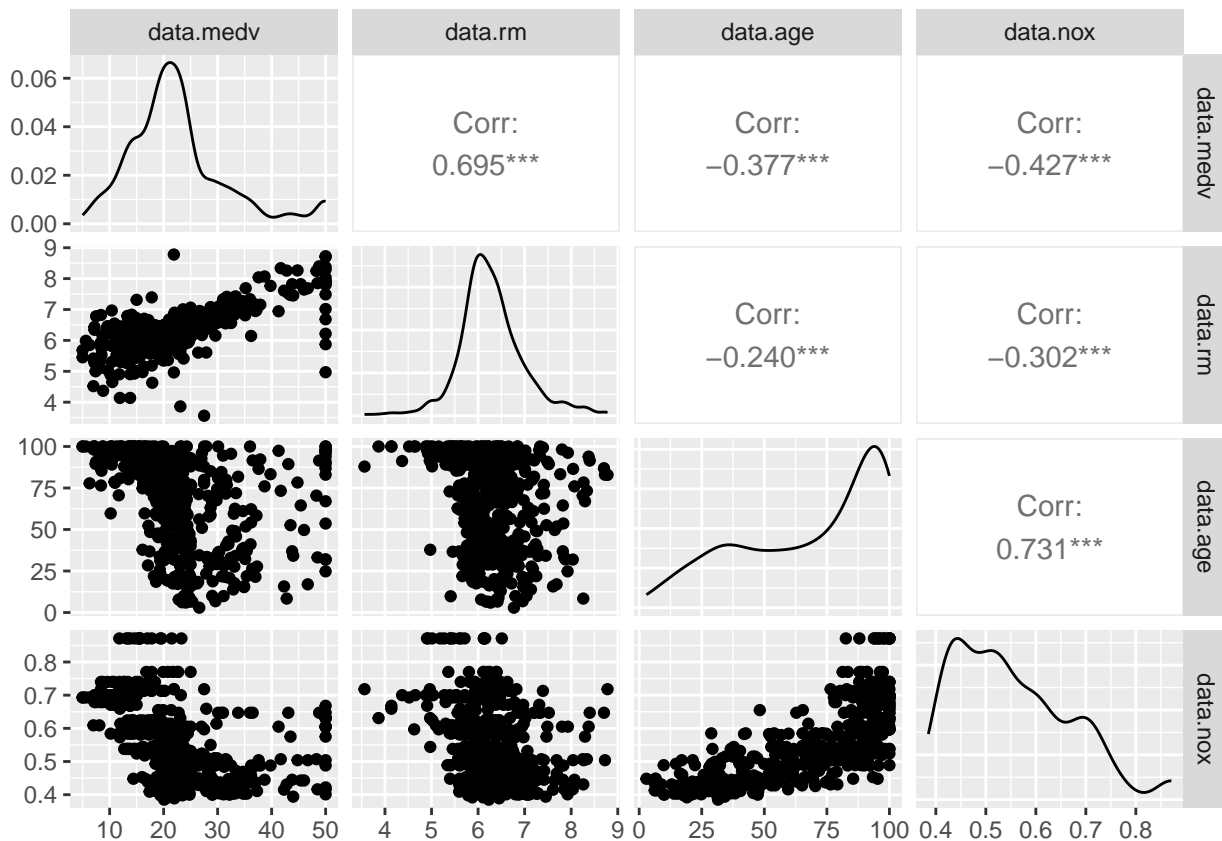 data.medv
data.rm
data.age
data.nox
0.06
0.04
0.02
0.00
Corr:
0.695***
Corr:
−0.377***
Corr:
−0.427***
data.medv
9
8
7
6
5
4
Corr:
−0.240***
Corr:
−0.302***
data.rm
100
75
50
25
0
Corr:
0.731***
data.age
0.8
0.7
0.6
0.5
0.4
data.nox
10 20 30 40 50
4 5 6 7 8 9
0 25 50 75 100
0.4 0.5 0.6 0.7 0.8